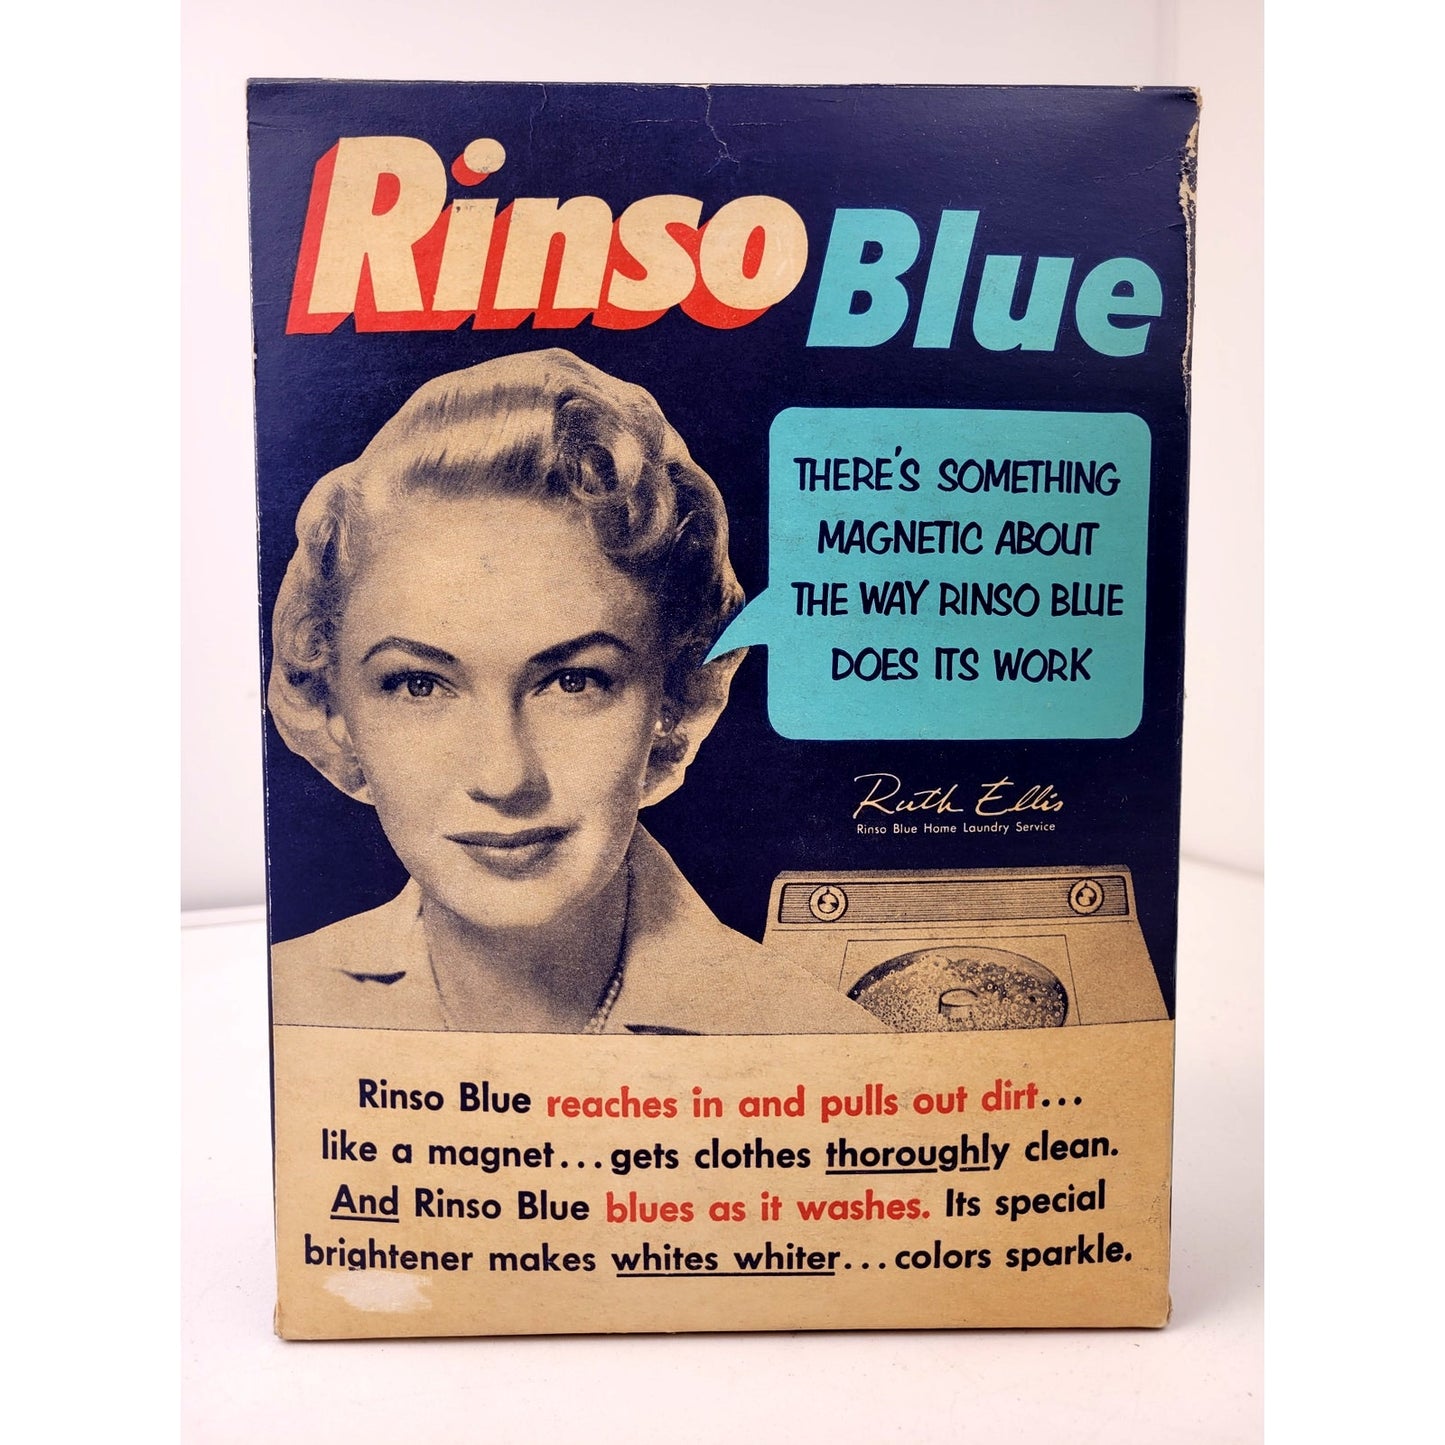 Rinso Blue
THERE'S SOMETHING
MAGNETIC ABOUT
THE WAY RINSO BLUE
DOES ITS WORK
Ruth Ellis
Rinso Blue Home Laundry Service
Rinso Blue reaches in and pulls out dirt...
like a magnet...gets clothes thoroughly clean.
And Rinso Blue blues as it washes. Its special
brightener makes whites whiter...colors sparkle.